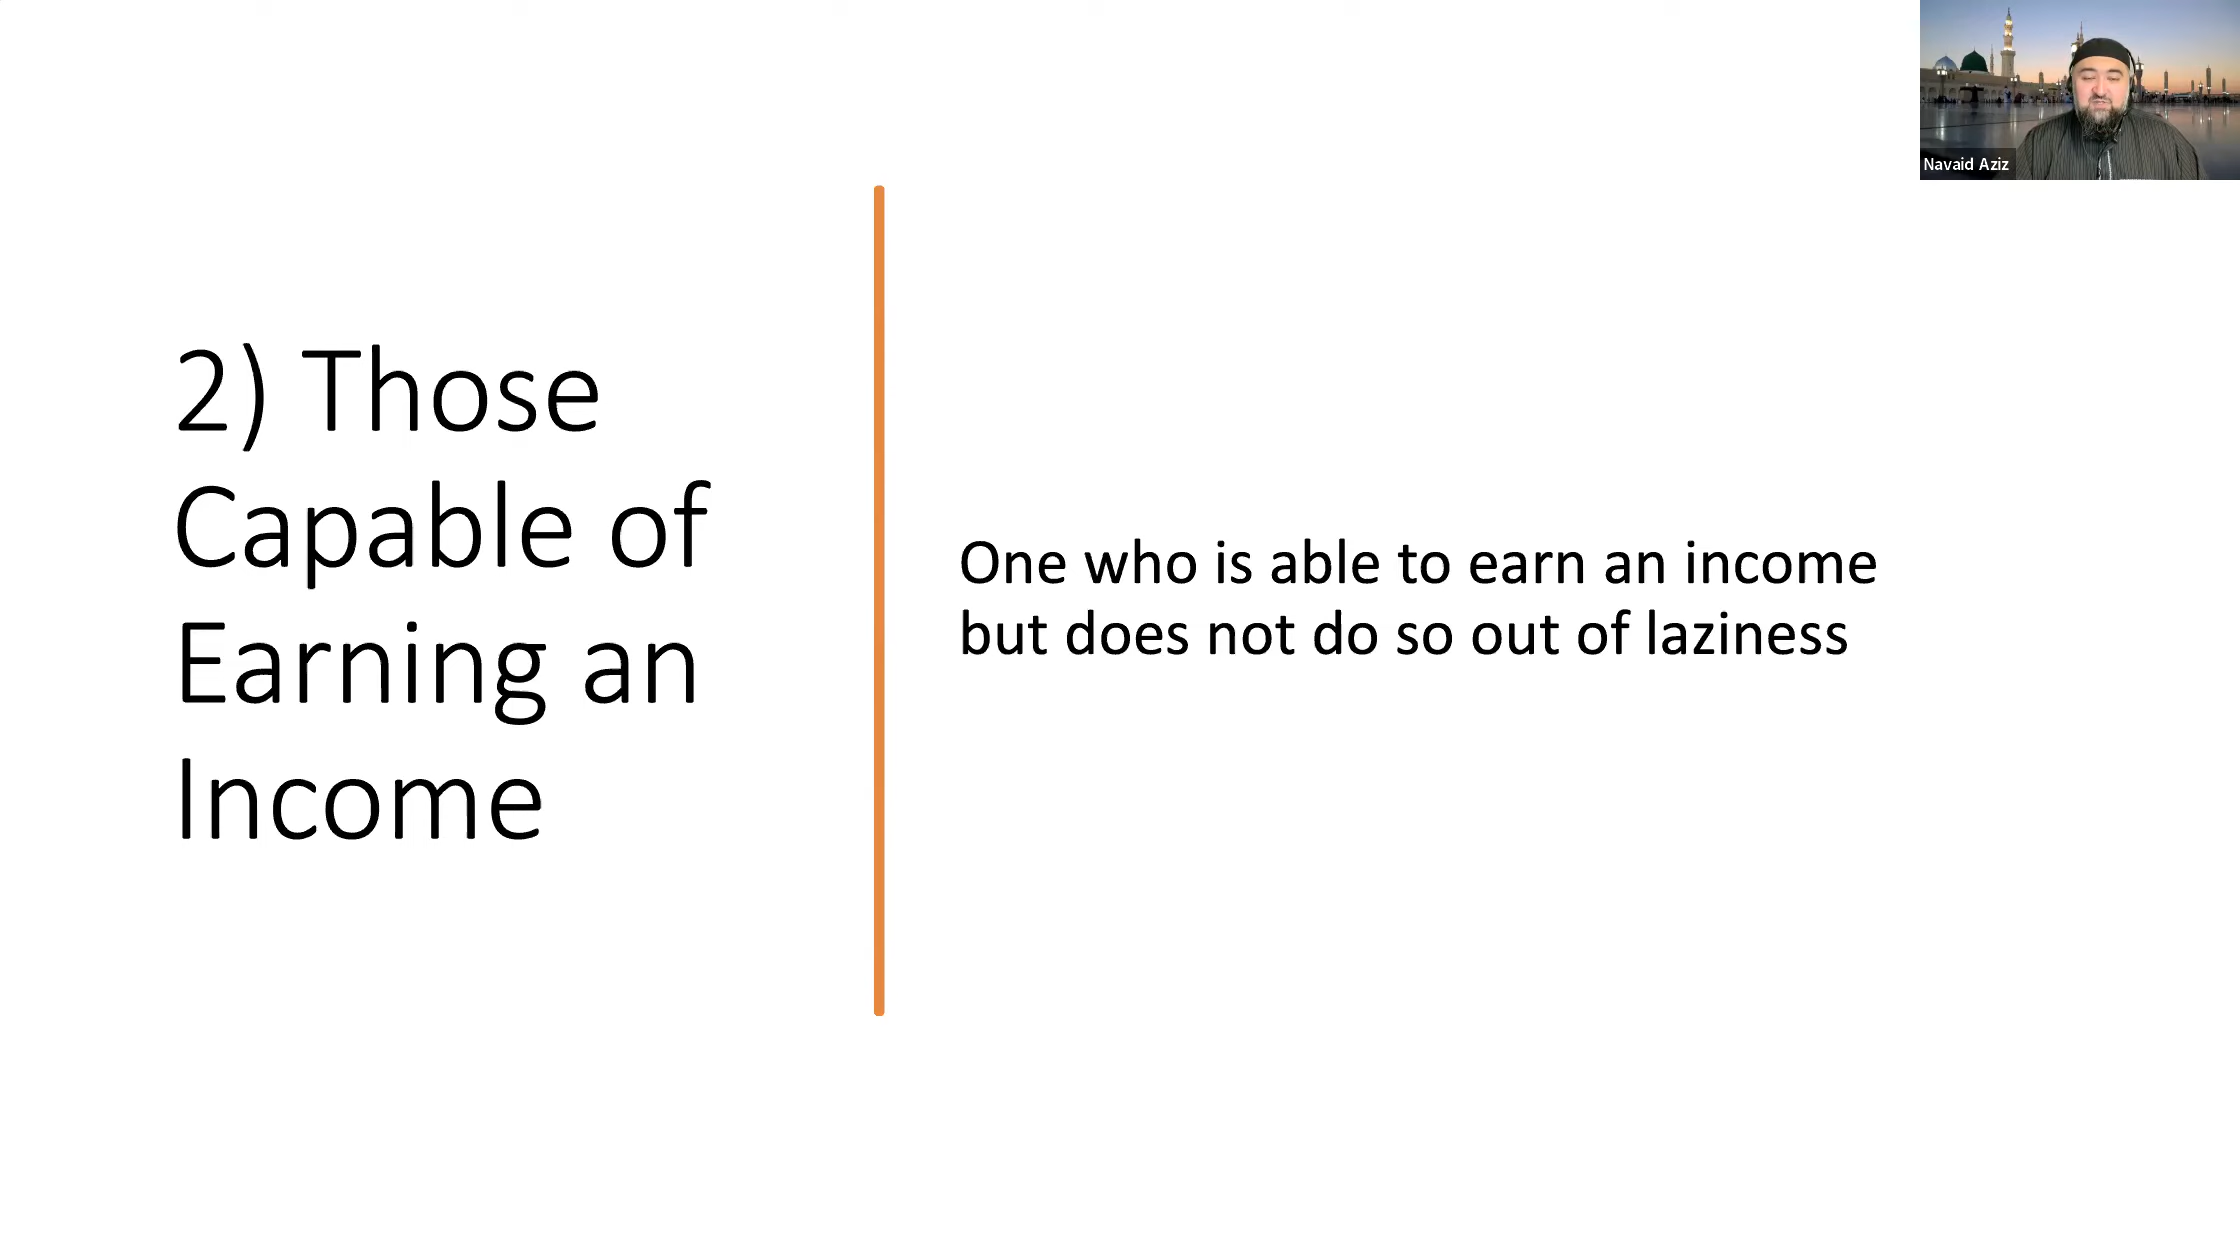 2) Those
Capable of
Earning an
Income
One who is able to earn an income
but does not do so out of laziness
Navaid Aziz